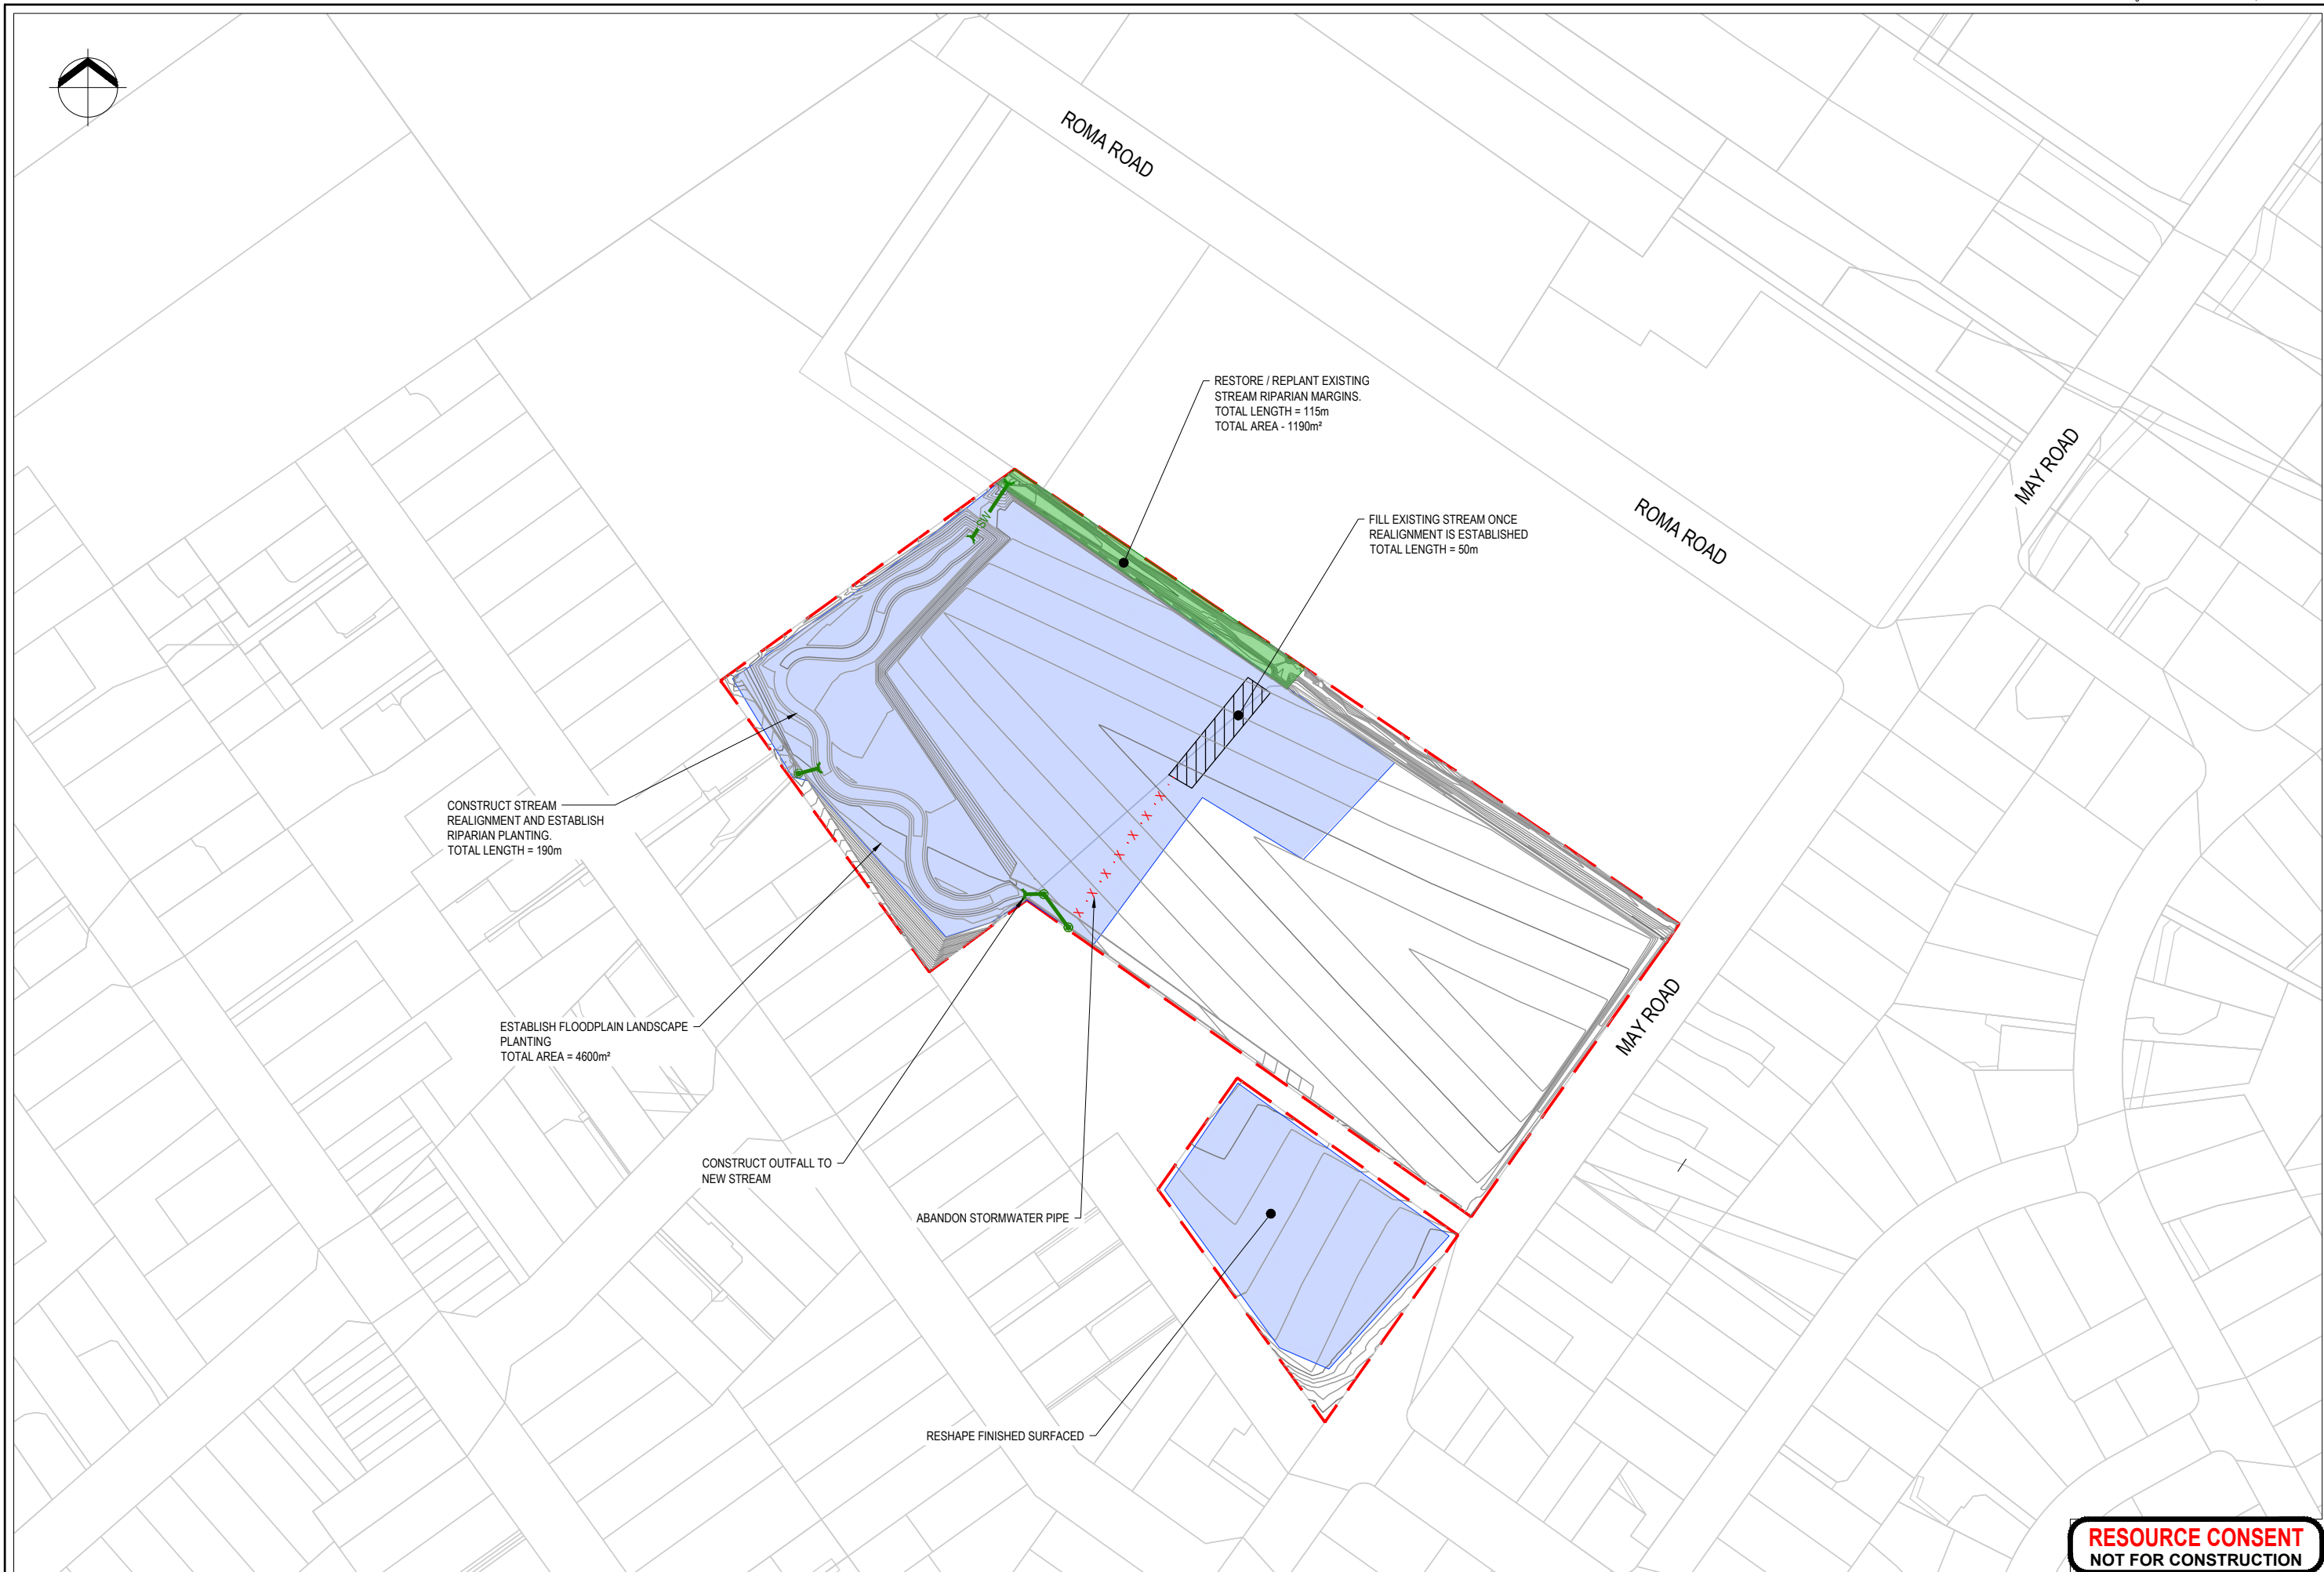 ROMA ROAD
RESTORE / REPLANT EXISTING
STREAM RIPARIAN MARGINS.
TOTAL LENGTH = 115m
TOTAL AREA - 1190m²
MAY ROAD
ROMA ROAD
FILL EXISTING STREAM ONCE
REALIGNMENT IS ESTABLISHED
TOTAL LENGTH = 50m
SW
CONSTRUCT STREAM
REALIGNMENT AND ESTABLISH
RIPARIAN PLANTING.
TOTAL LENGTH = 190m
ESTABLISH FLOODPLAIN LANDSCAPE
PLANTING
TOTAL AREA = 4600m²
MAY ROAD
CONSTRUCT OUTFALL TO
NEW STREAM
ABANDON STORMWATER PIPE
RESHAPE FINISHED SURFACED
RESOURCE CONSENT
NOT FOR CONSTRUCTION